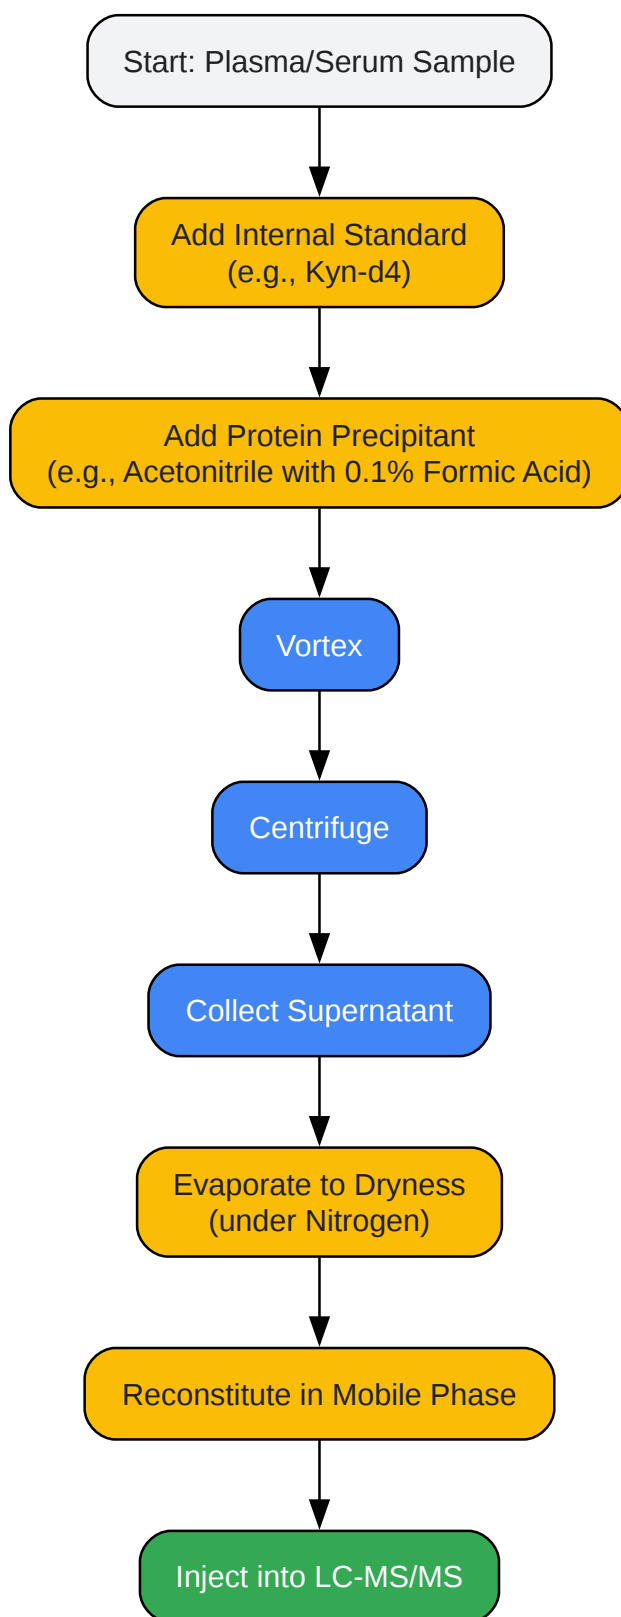 Start: Plasma/Serum Sample
Add Internal Standard
(e.g., Kyn-d4)
Add Protein Precipitant
(e.g., Acetonitrile with 0.1% Formic Acid)
Vortex
Centrifuge
Collect Supernatant
Evaporate to Dryness
(under Nitrogen)
Reconstitute in Mobile Phase
Inject into LC-MS/MS